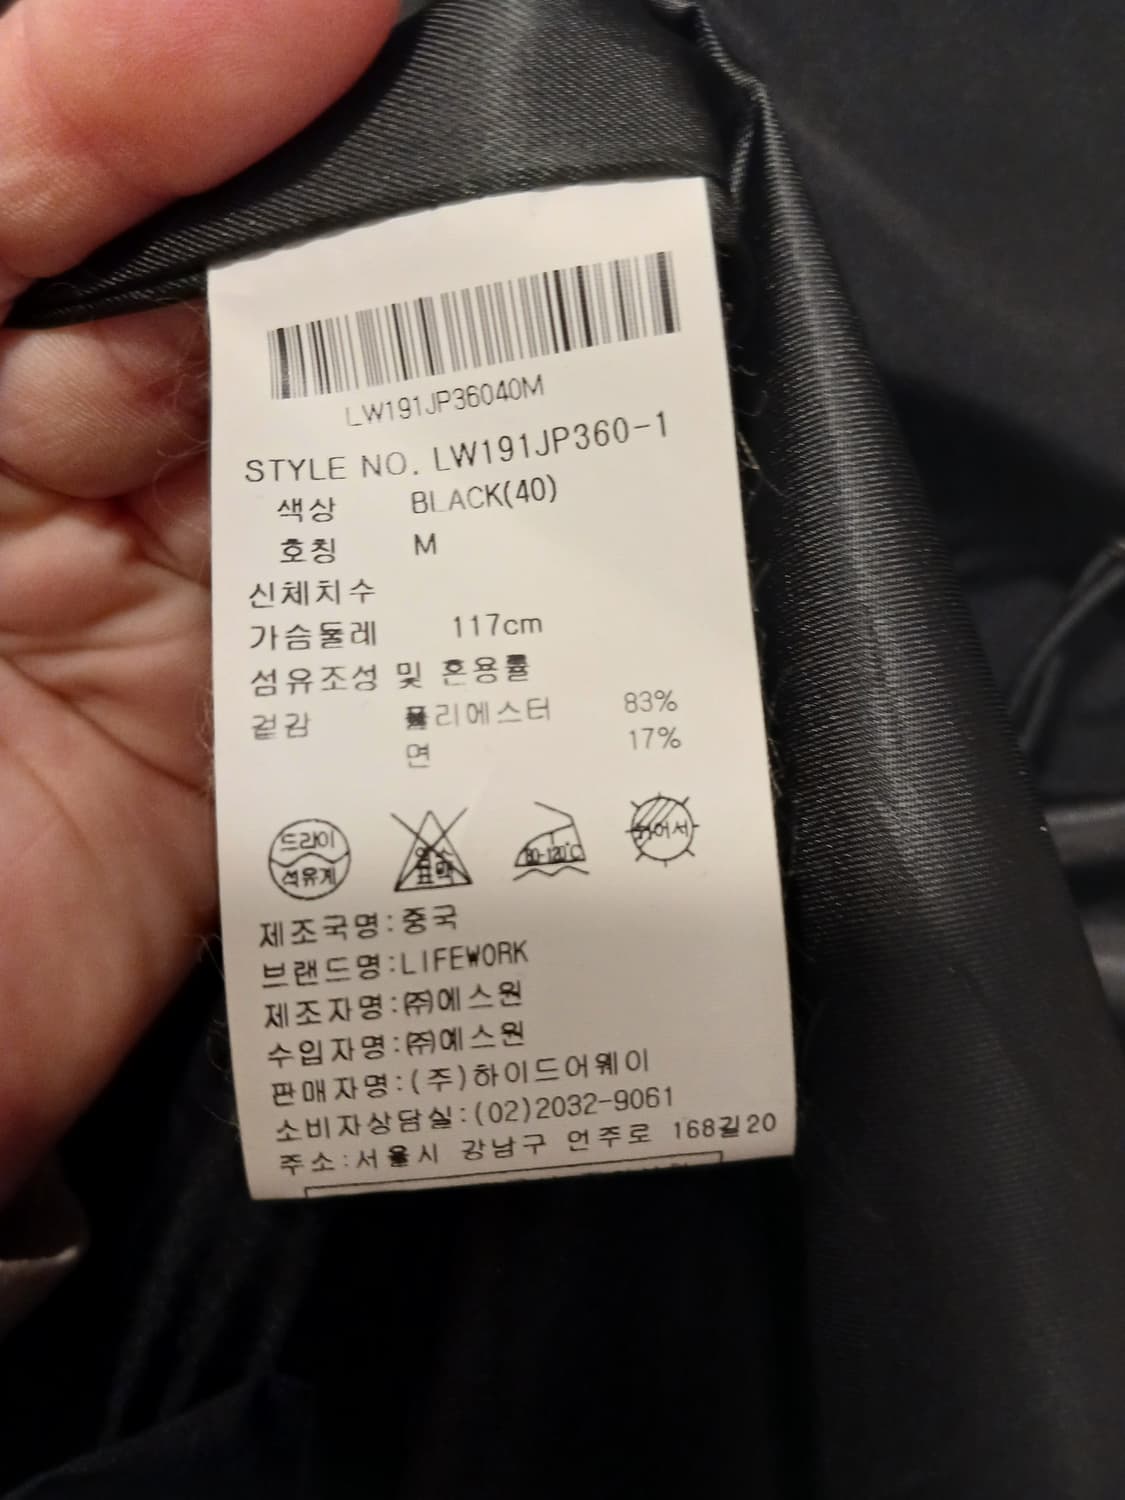 LW191JP36040M
STYLE NO. LW191JP360-1
색상 BLACK(40)
호칭 M
신체치수
가슴둘레 117cm
섬유조성 및 혼용률
겉감 폴리에스터 83%
면 17%
드라이
석유계
염소
표백
80-120℃
뉘어서
제조국명:중국
브랜드명:LIFEWORK
제조자명:㈜에스원
수입자명:㈜에스원
판매자명:(주)하이드어웨이
소비자상담실:(02)2032-9061
주소:서울시 강남구 언주로 168길20